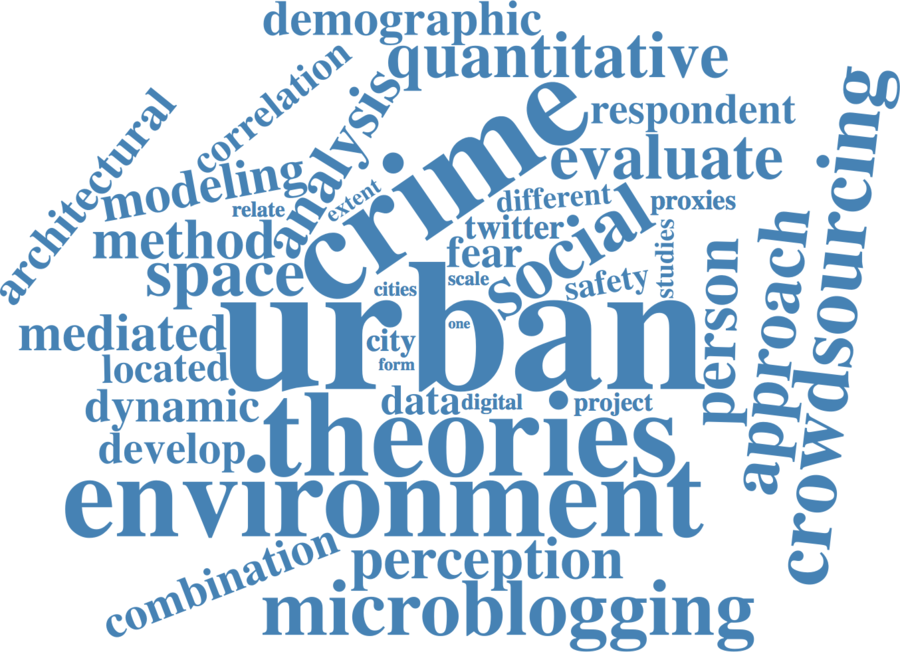 demographic
quantitative
correlation
analysis
crime
respondent
architectural
evaluate
crowdsourcing
modeling
extent
different
proxies
relate
twitter
social
method
fear
studies
space
scale
safety
cities
person
approach
urban
one
mediated
city
located
form
dynamic
data
digital
project
theories
develop
environment
combination
perception
microblogging